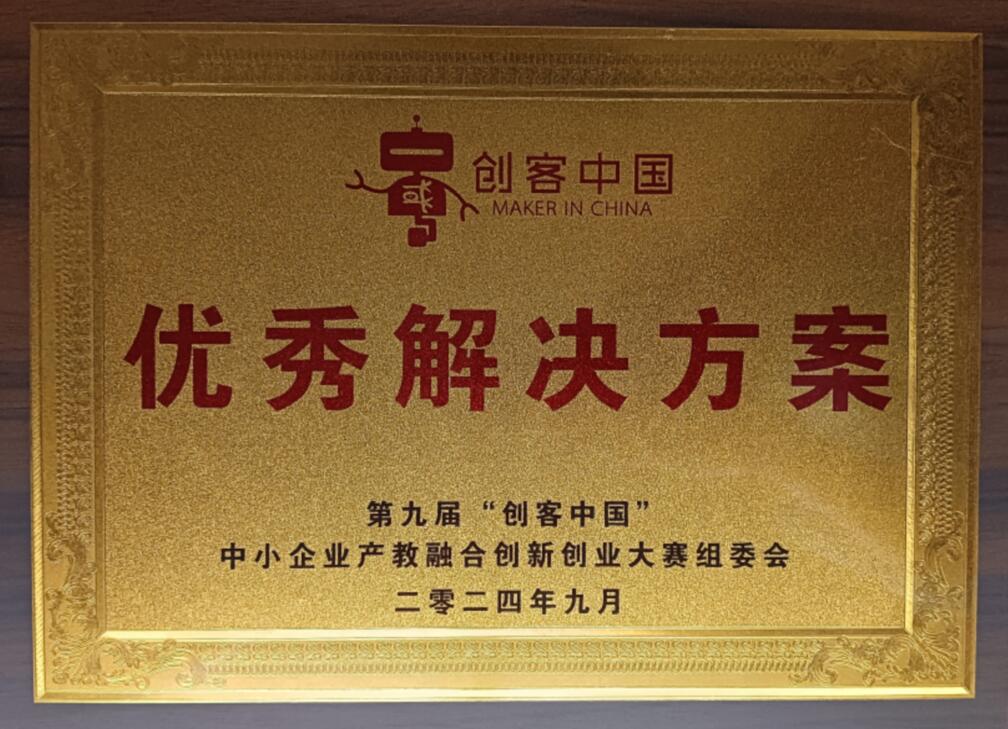 创客中国
MAKER IN CHINA
优秀解决方案
第九届“创客中国”
中小企业产教融合创新创业大赛组委会
二零二四年九月